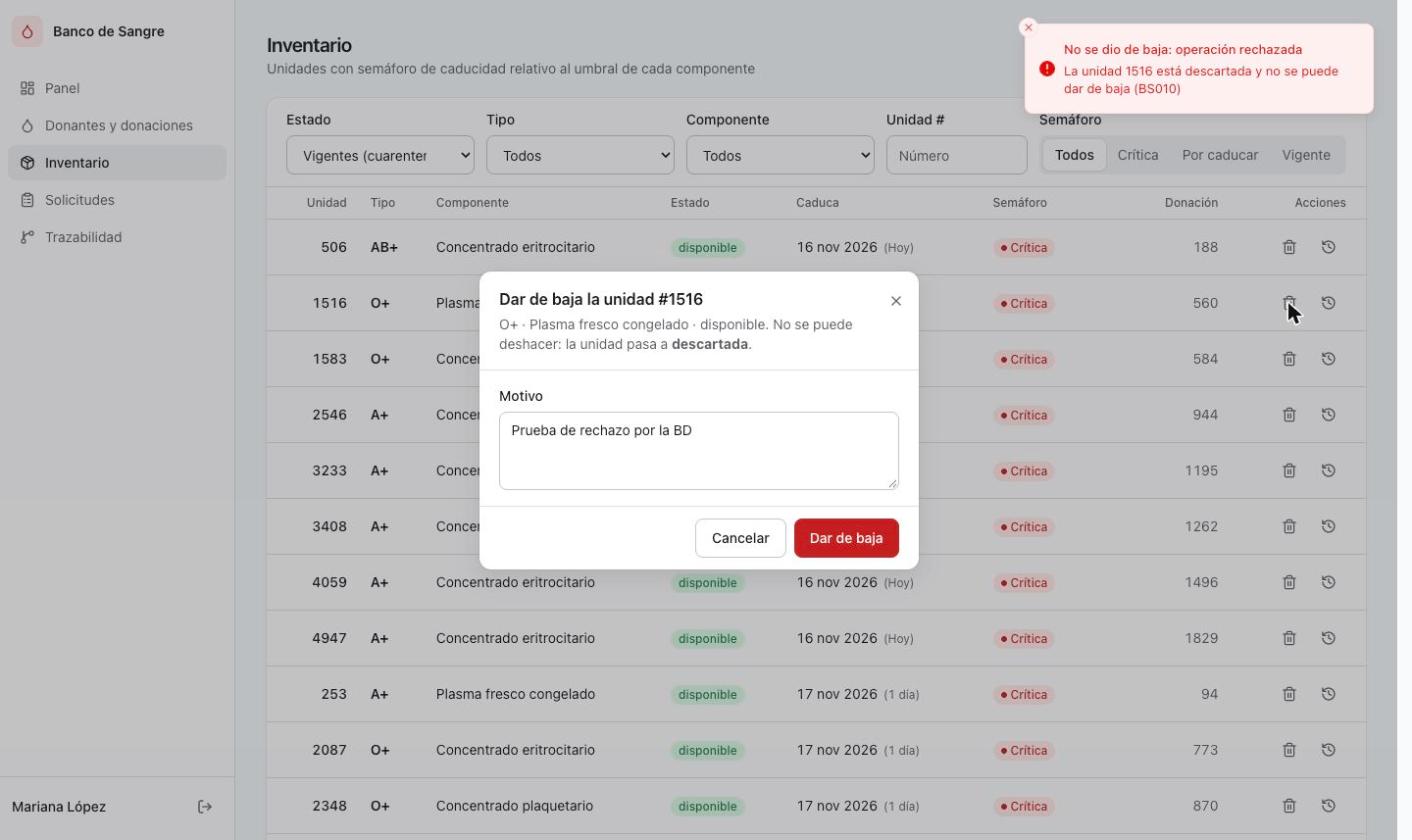 Banco de Sangre
Panel
Donantes y donaciones
Inventario
Solicitudes
Trazabilidad
Mariana López
Inventario
Unidades con semáforo de caducidad relativo al umbral de cada componente
No se dio de baja: operación rechazada
La unidad 1516 está descartada y no se puede
dar de baja (BS010)
Estado Tipo Componente Unidad # Semáforo
Vigentes (cuarenter Todos Todos Número Todos Crítica Por caducar Vigente
Unidad Tipo Componente Estado Caduca Semáforo Donación Acciones
506 AB+ Concentrado eritrocitario disponible 16 nov 2026 (Hoy) Crítica 188
1516 O+ Plasma Crítica 560
1583 O+ Concen Crítica 584
2546 A+ Concen Crítica 944
3233 A+ Concen Crítica 1195
3408 A+ Concen Crítica 1262
4059 A+ Concentrado eritrocitario disponible 16 nov 2026 (Hoy) Crítica 1496
4947 A+ Concentrado eritrocitario disponible 16 nov 2026 (Hoy) Crítica 1829
253 A+ Plasma fresco congelado disponible 17 nov 2026 (1 día) Crítica 94
2087 O+ Concentrado eritrocitario disponible 17 nov 2026 (1 día) Crítica 773
2348 O+ Concentrado plaquetario disponible 17 nov 2026 (1 día) Crítica 870
Dar de baja la unidad #1516
O+ · Plasma fresco congelado · disponible. No se puede
deshacer: la unidad pasa a descartada.
Motivo
Prueba de rechazo por la BD
Cancelar Dar de baja